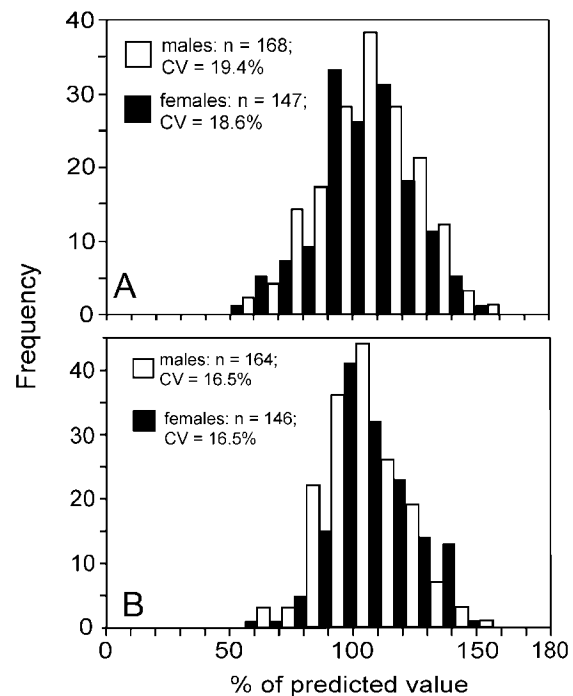 40
30
20
10
0
males: n = 168;
CV = 19.4%
females: n = 147;
CV = 18.6%
A
Frequency
40
30
20
10
0
males: n = 164;
CV = 16.5%
females: n = 146;
CV = 16.5%
B
0
50
100
150
180
% of predicted value